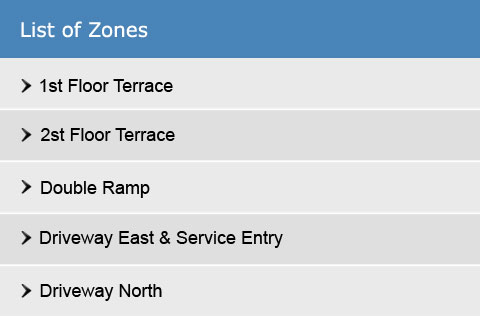 List of Zones
1st Floor Terrace
2st Floor Terrace
Double Ramp
Driveway East & Service Entry
Driveway North